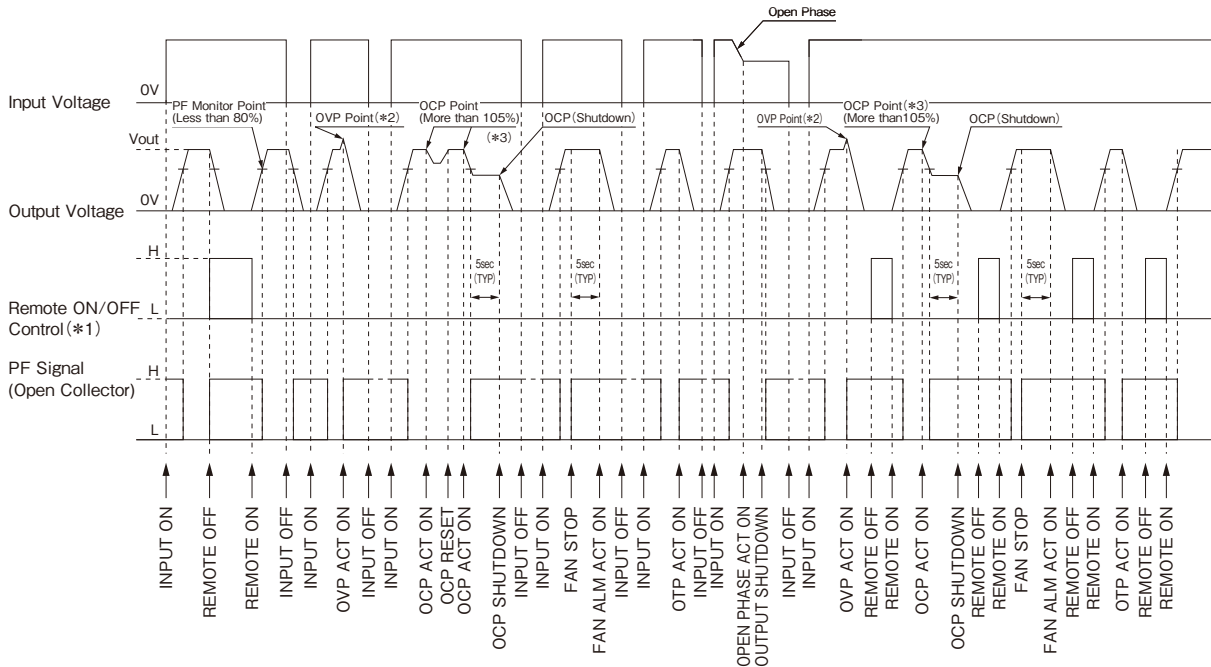 Open Phase
Input Voltage
0V
PF Monitor Point
(Less than 80%)
OVP Point(*2)
OCP Point
(More than 105%)
(*3)
OCP(Shutdown)
OVP Point(*2)
OCP Point(*3)
(More than105%)
OCP(Shutdown)
Vout
Output Voltage
0V
H
5sec
(TYP)
5sec
(TYP)
5sec
(TYP)
5sec
(TYP)
Remote ON/OFF
Control(*1)
L
PF Signal
(Open Collector)
H
L
INPUT ON
REMOTE OFF
REMOTE ON
INPUT OFF
INPUT ON
OVP ACT ON
INPUT OFF
INPUT ON
OCP ACT ON
OCP RESET
OCP ACT ON
OCP SHUTDOWN
INPUT OFF
INPUT ON
FAN STOP
FAN ALM ACT ON
INPUT OFF
INPUT ON
OTP ACT ON
INPUT OFF
INPUT ON
OPEN PHASE ACT ON
OUTPUT SHUTDOWN
INPUT OFF
INPUT ON
OVP ACT ON
REMOTE OFF
REMOTE ON
OCP ACT ON
OCP SHUTDOWN
REMOTE OFF
REMOTE ON
FAN STOP
FAN ALM ACT ON
REMOTE OFF
REMOTE ON
OTP ACT ON
REMOTE OFF
REMOTE ON